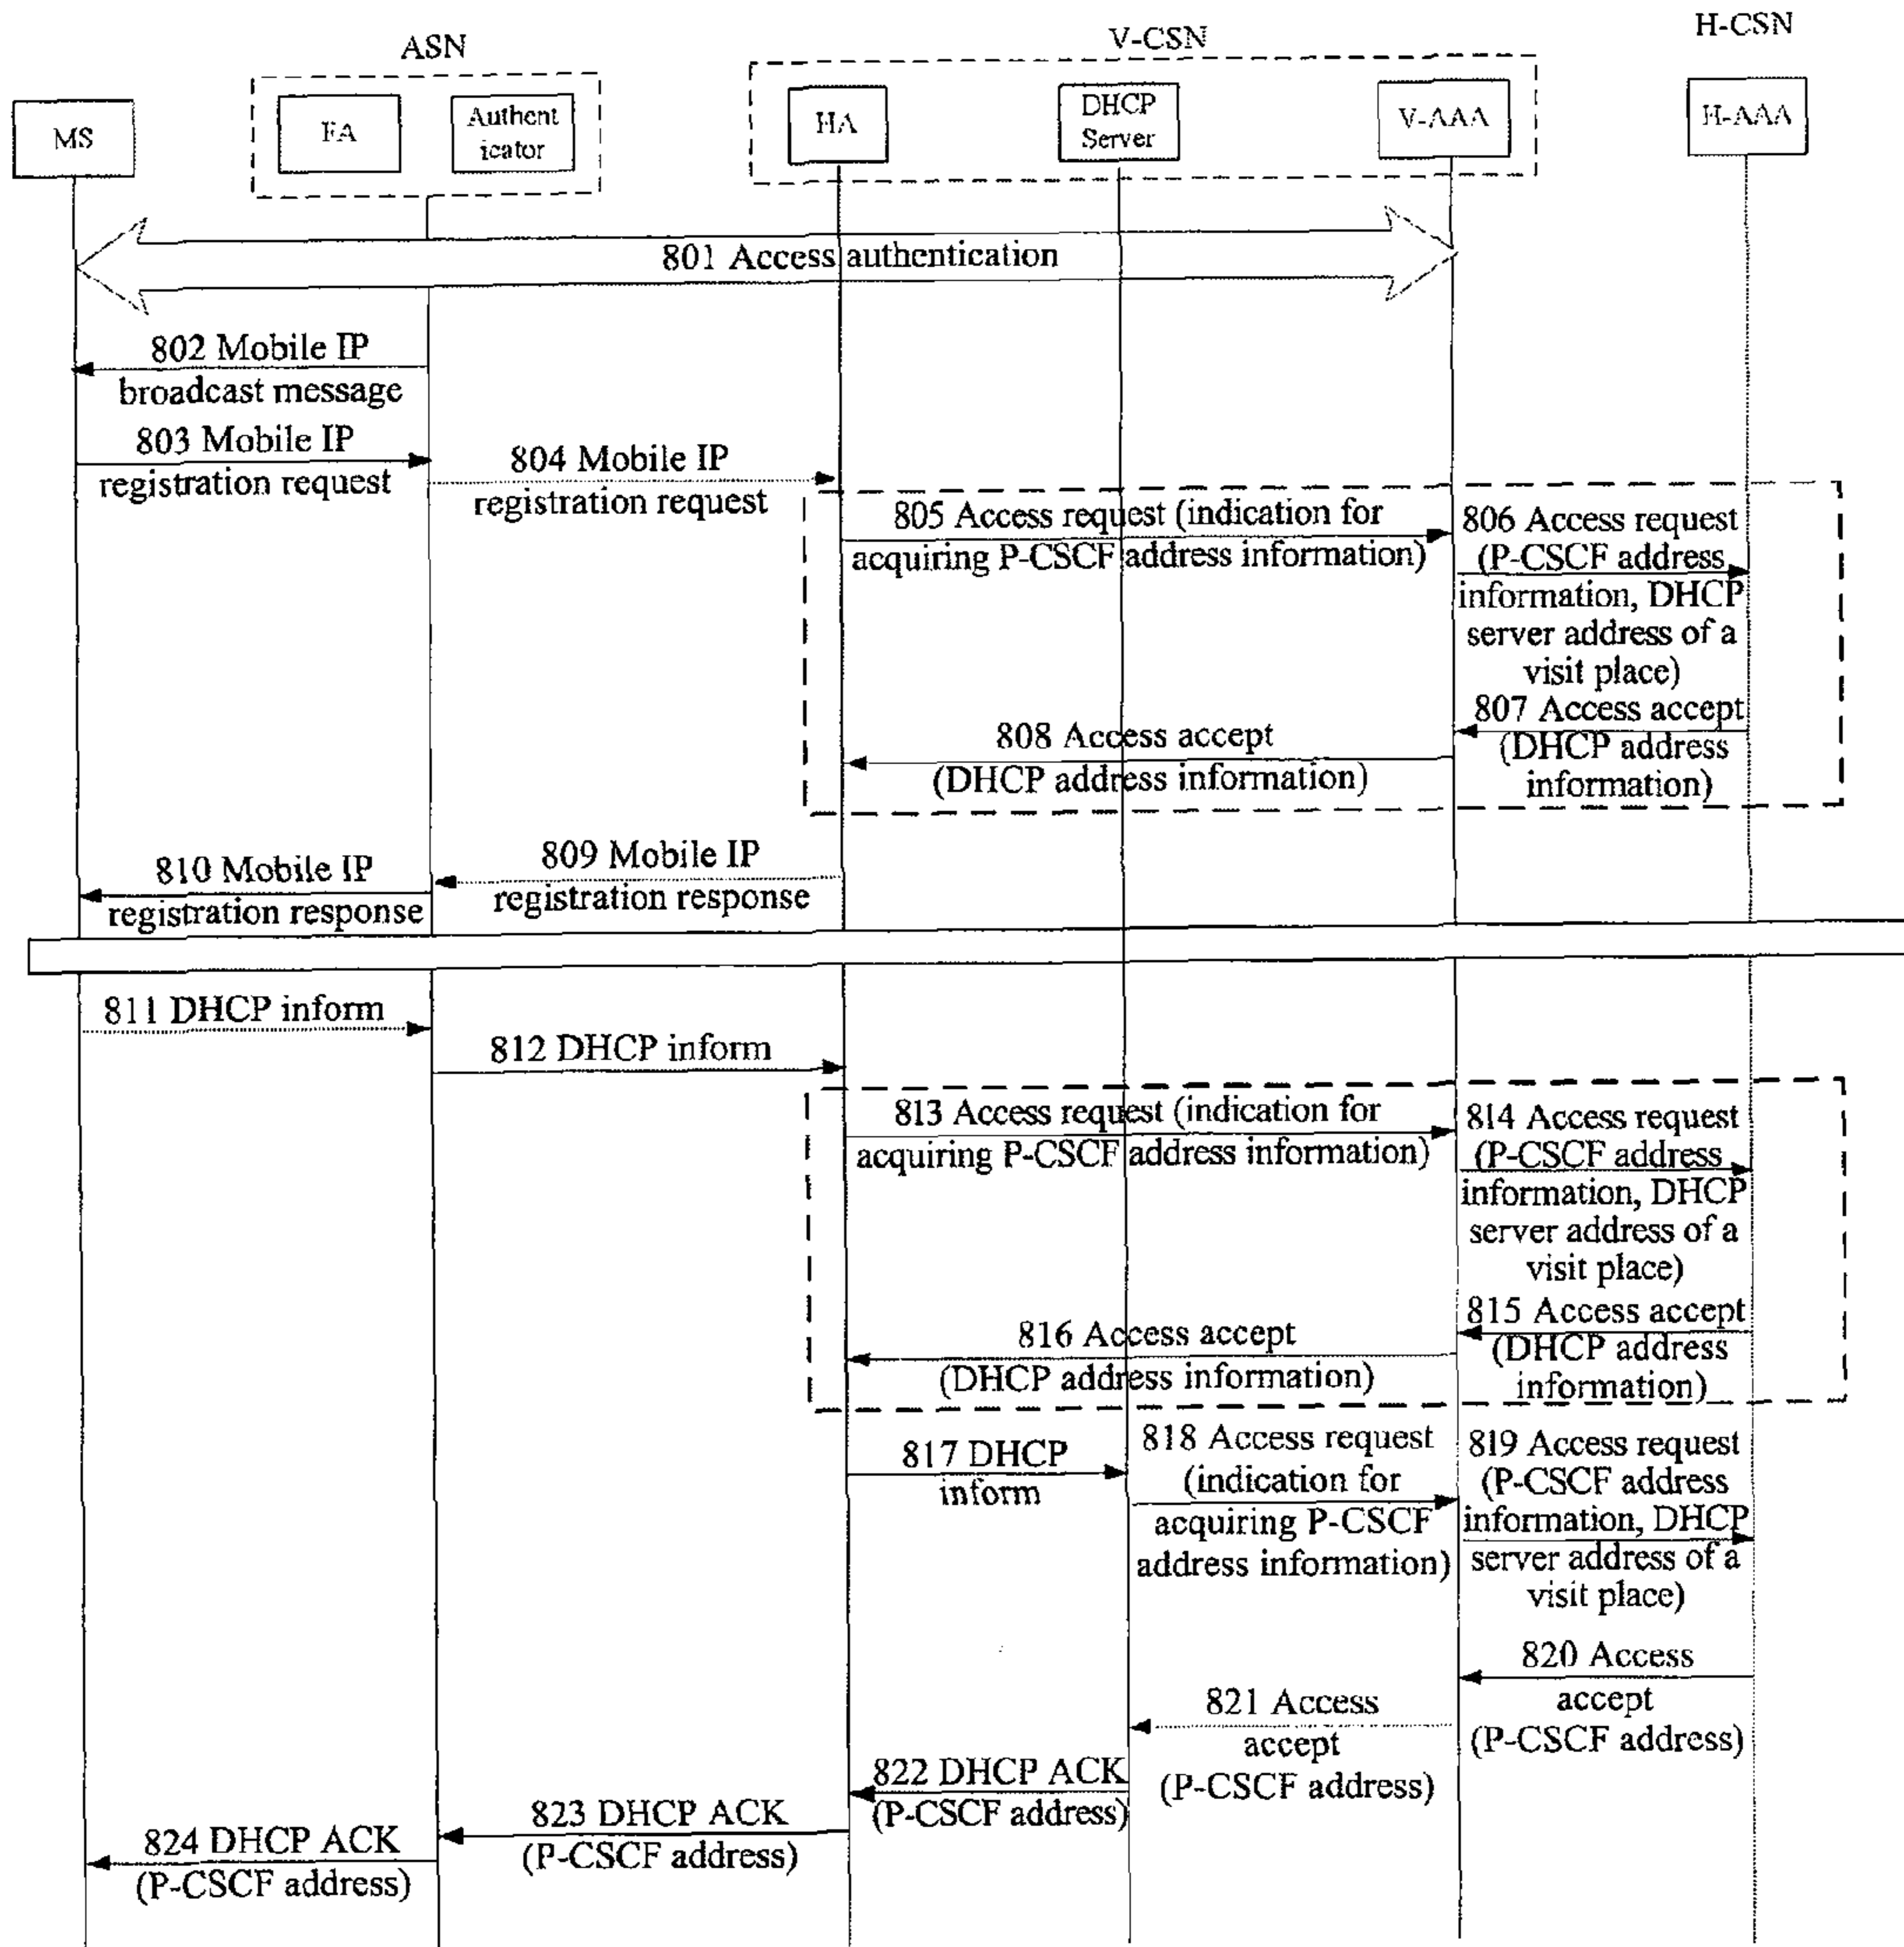 ASN
V-CSN
H-CSN
MS
FA
Authent
icator
HA
DHCP
Server
V-AAA
H-AAA
801 Access authentication
802 Mobile IP
broadcast message
803 Mobile IP
registration request
804 Mobile IP
registration request
805 Access request (indication for
acquiring P-CSCF address information)
806 Access request
(P-CSCF address
information, DHCP
server address of a
visit place)
807 Access accept
(DHCP address
information)
808 Access accept
(DHCP address information)
809 Mobile IP
registration response
810 Mobile IP
registration response
811 DHCP inform
812 DHCP inform
813 Access request (indication for
acquiring P-CSCF address information)
814 Access request
(P-CSCF address
information, DHCP
server address of a
visit place)
815 Access accept
(DHCP address
information)
816 Access accept
(DHCP address information)
817 DHCP
inform
818 Access request
(indication for
acquiring P-CSCF
address information)
819 Access request
(P-CSCF address
information, DHCP
server address of a
visit place)
820 Access
accept
(P-CSCF address)
821 Access
accept
(P-CSCF address)
822 DHCP ACK
(P-CSCF address)
823 DHCP ACK
(P-CSCF address)
824 DHCP ACK
(P-CSCF address)